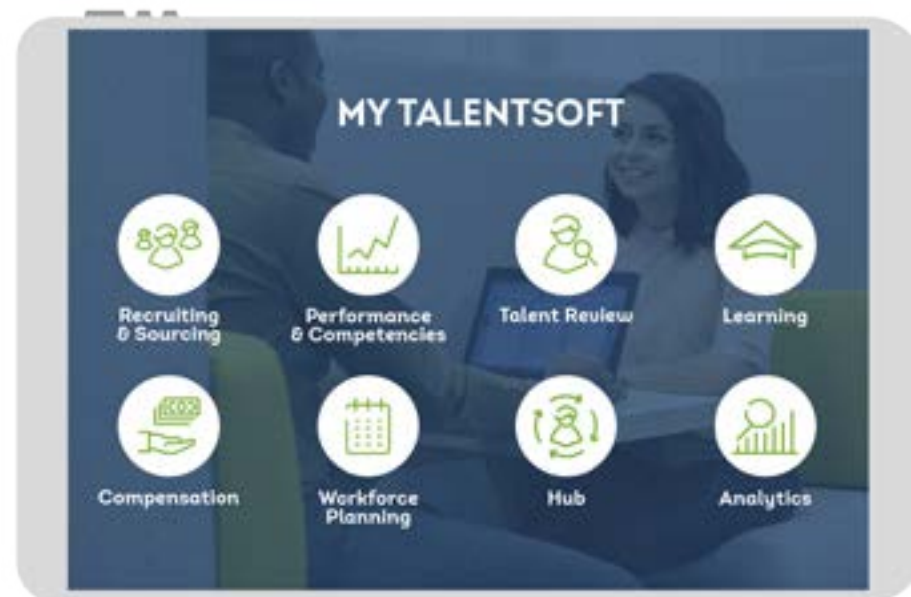 MY TALENTSOFT
Recruiting
& Sourcing
Performance
& Competencies
Talent Review
Learning
Compensation
Workforce
Planning
Hub
Analytics